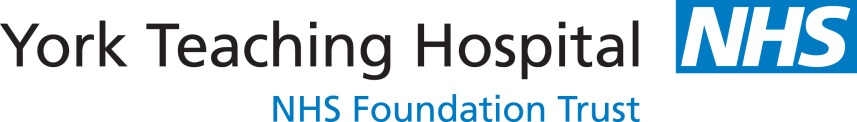 York Teaching Hospital NHS
NHS Foundation Trust